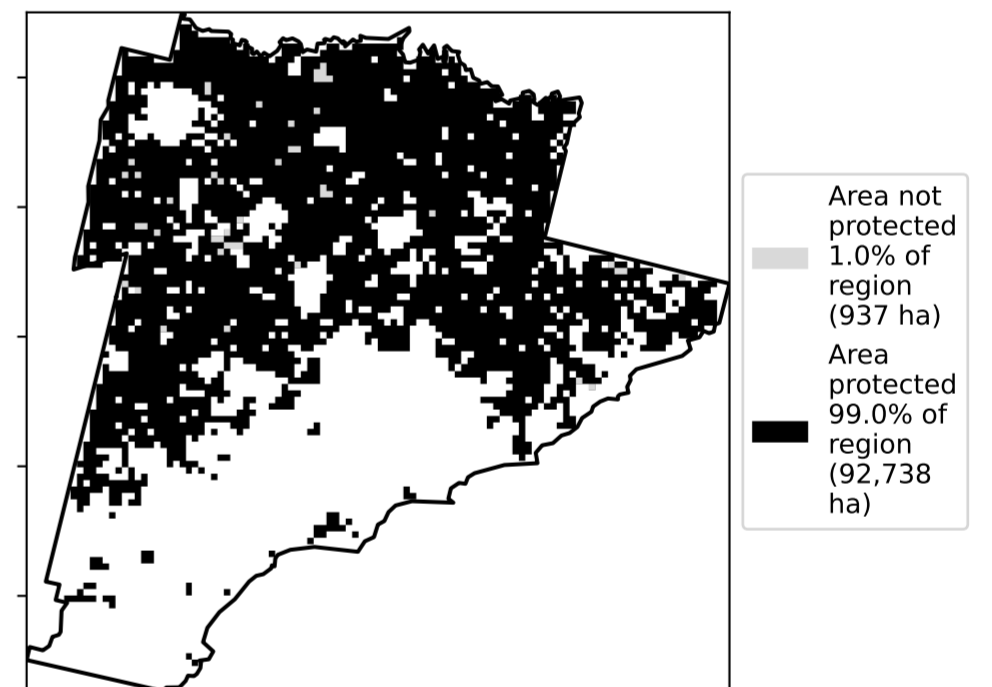 Area not
protected
1.0% of
region
(937 ha)
Area
protected
99.0% of
region
(92,738
ha)